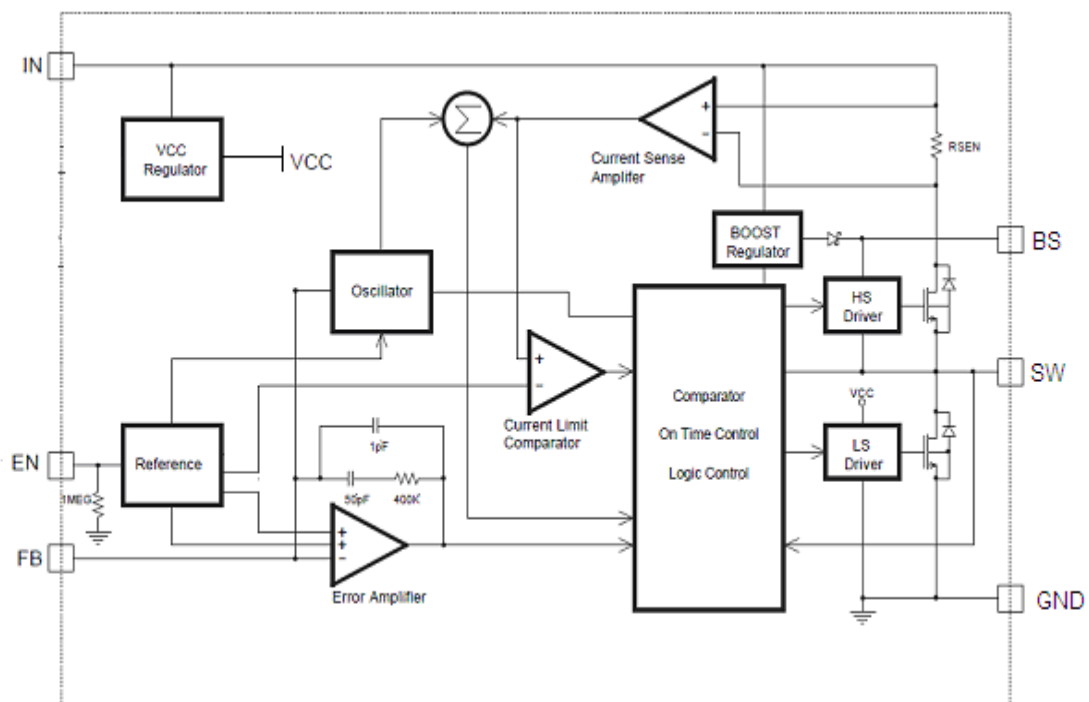 IN
VCC
Regulator
VCC
Σ
+
-
Current Sense
Amplifer
RSEN
BOOST
Regulator
BS
Oscillator
HS
Driver
+
-
Current Limit
Comparator
SW
Comparator
On Time Control
Logic Control
VCC
LS
Driver
EN
Reference
1MEG
1pF
50pF
400K
+
+
-
Error Amplifier
FB
GND